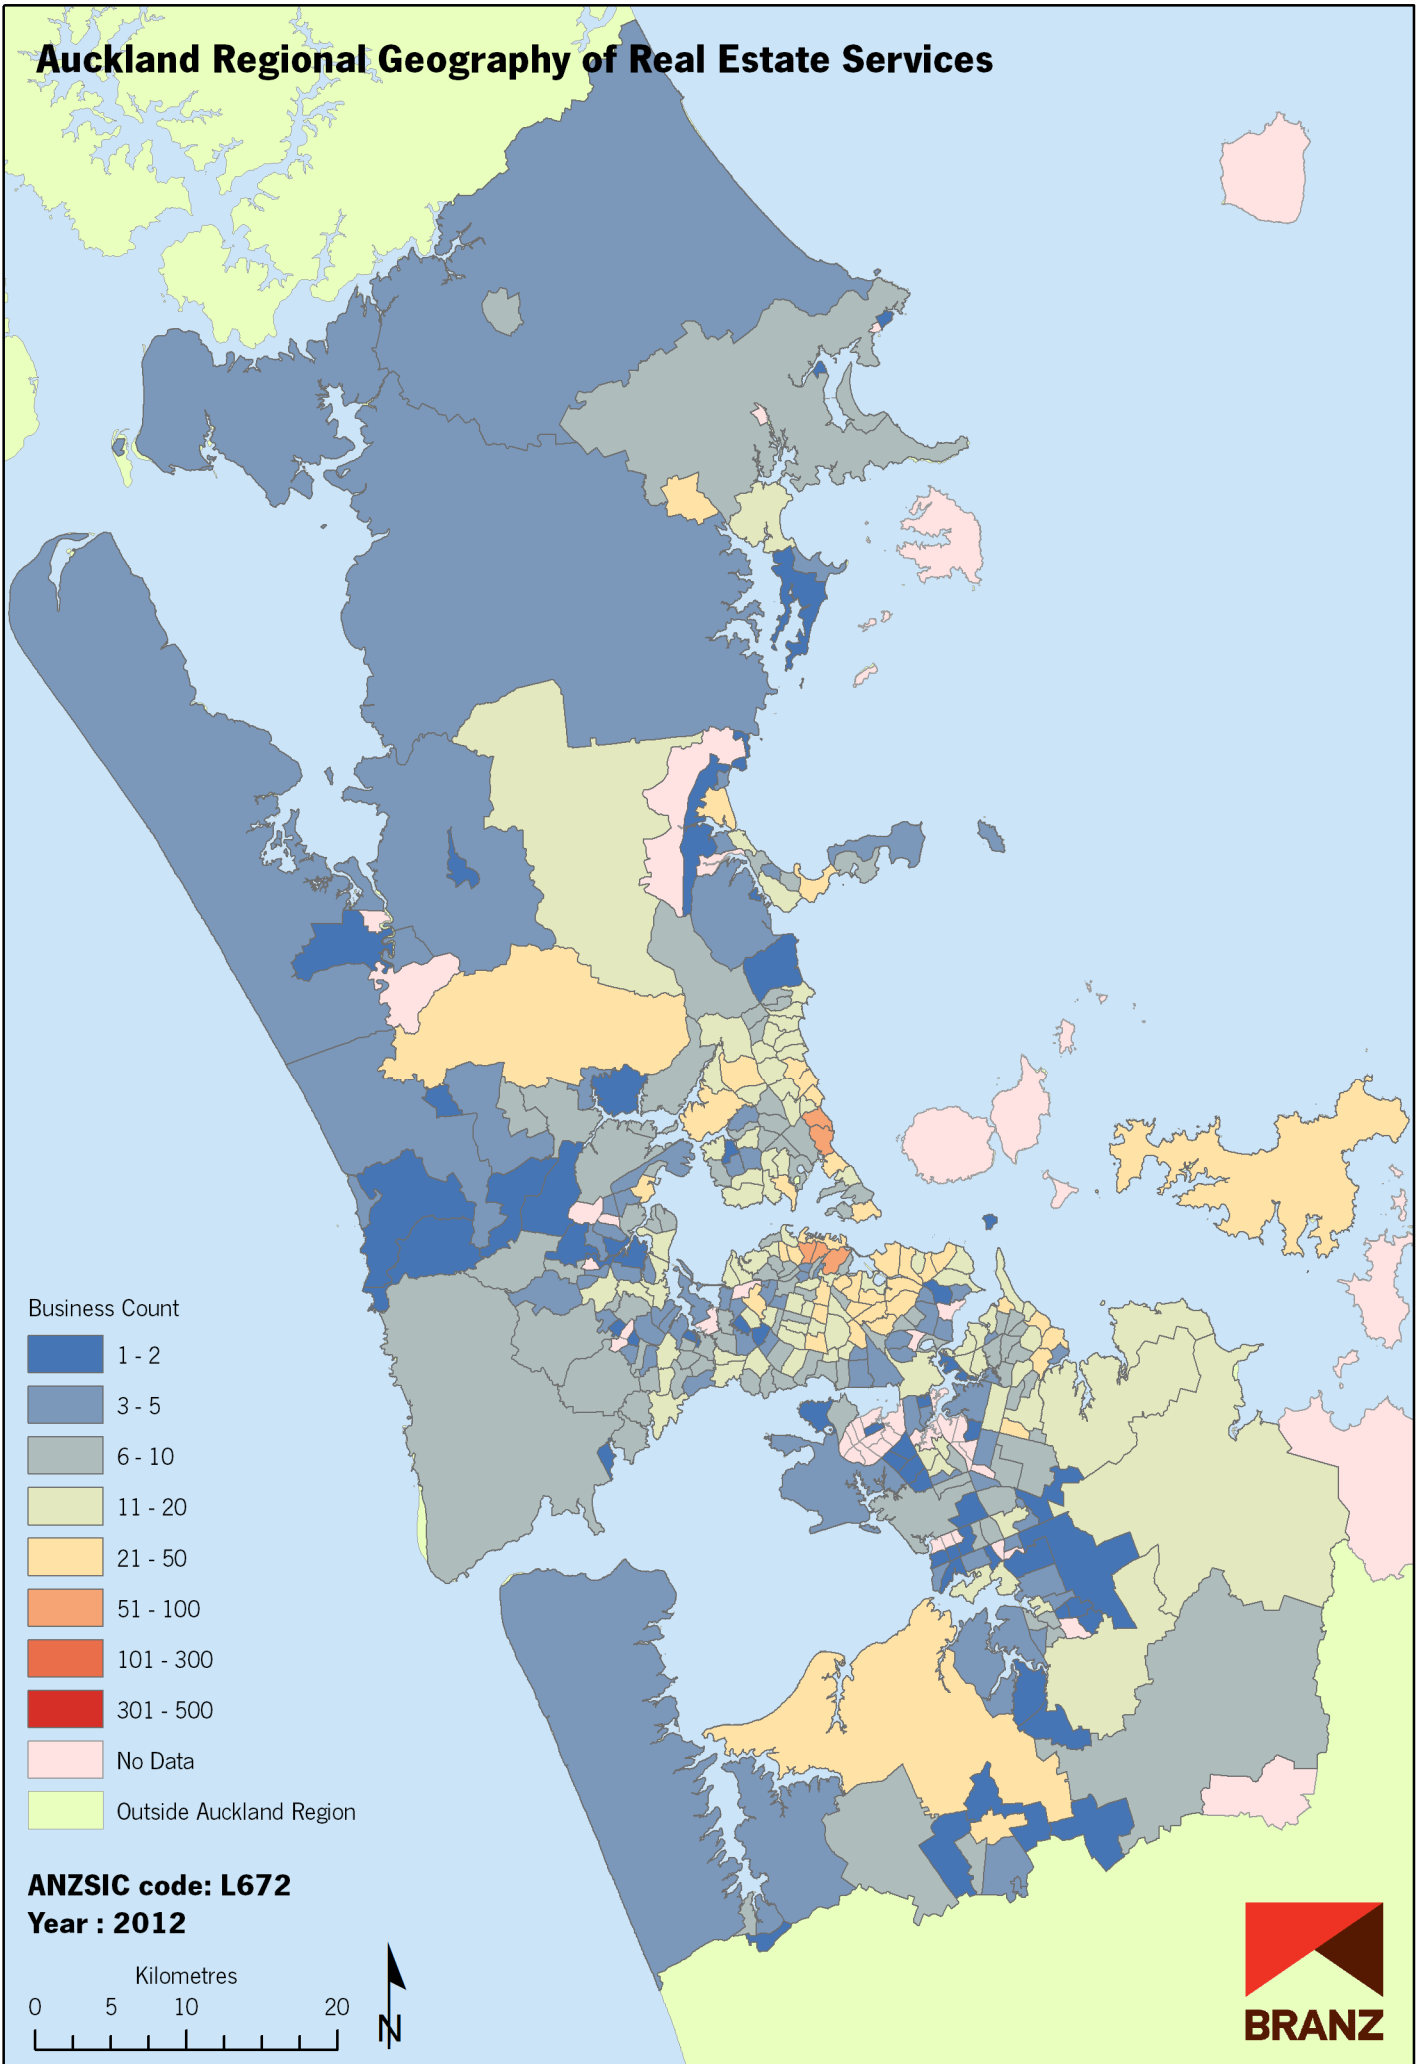 Auckland Regional Geography of Real Estate Services
Business Count
1 - 2
3 - 5
6 - 10
11 - 20
21 - 50
51 - 100
101 - 300
301 - 500
No Data
Outside Auckland Region
ANZSIC code: L672
Year : 2012
Kilometres
0 5 10 20
N
BRANZ